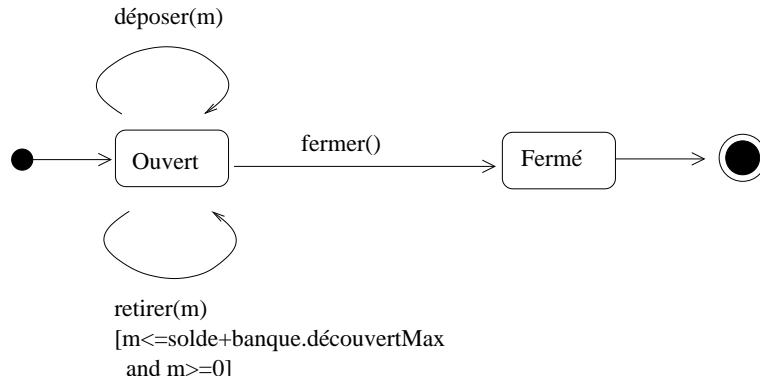 déposer(m)
fermer()
Ouvert
Fermé
retirer(m)
[m<=solde+banque.découvertMax
and m>=0]